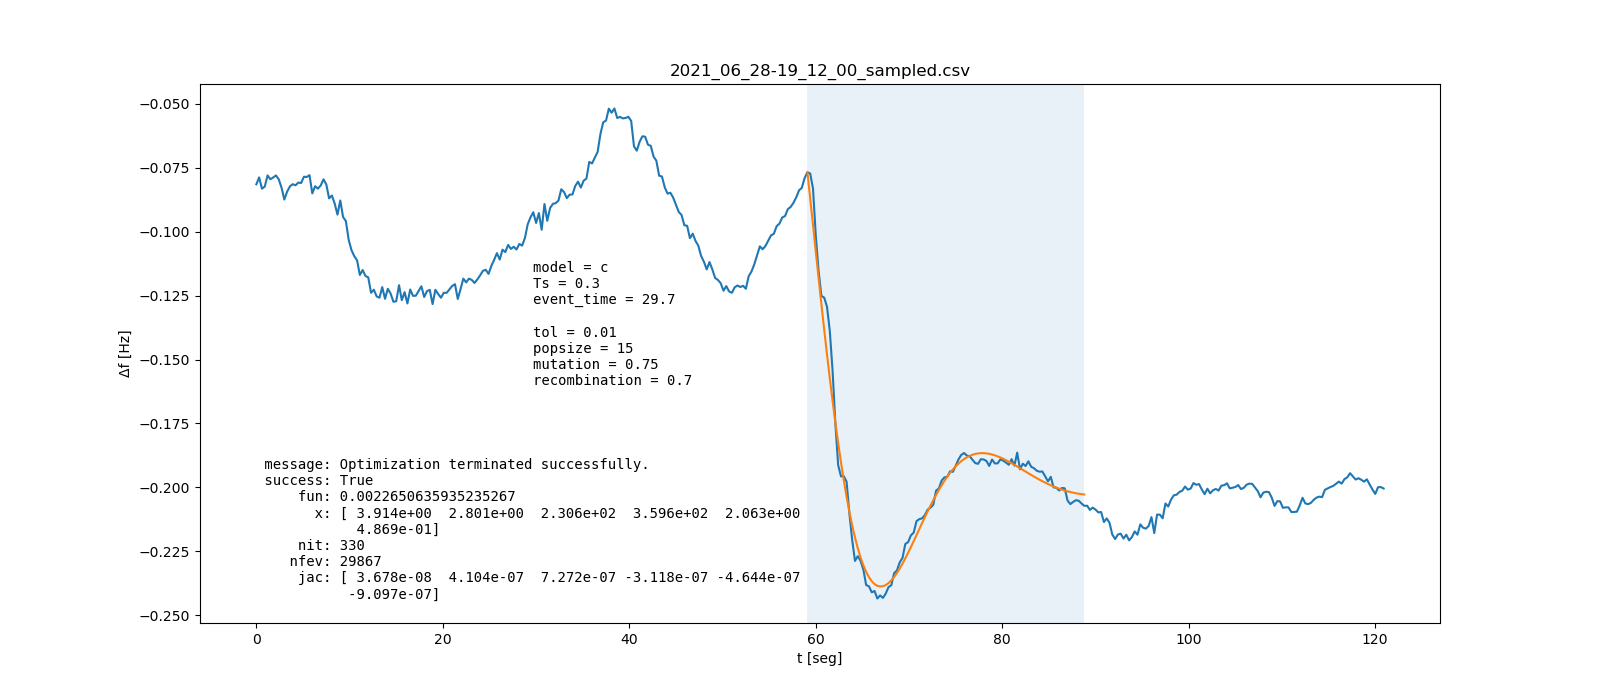 2021_06_28-19_12_00_sampled.csv
−0.050
−0.075
−0.100
−0.125
−0.150
−0.175
−0.200
−0.225
−0.250
Δf [Hz]
model = c
Ts = 0.3
event_time = 29.7
tol = 0.01
popsize = 15
mutation = 0.75
recombination = 0.7
message: Optimization terminated successfully.
success: True
fun: 0.0022650635935235267
x: [ 3.914e+00  2.801e+00  2.306e+02  3.596e+02  2.063e+00
4.869e-01]
nit: 330
nfev: 29867
jac: [ 3.678e-08  4.104e-07  7.272e-07 -3.118e-07 -4.644e-07
-9.097e-07]
0 20 40 60 80 100 120
t [seg]